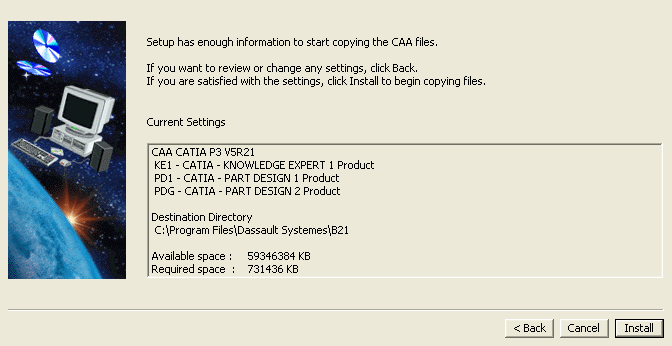 Setup has enough information to start copying the CAA files.
If you want to review or change any settings, click Back.
If you are satisfied with the settings, click Install to begin copying files.
Current Settings
CAA CATIA P3 V5R21
KE1 - CATIA - KNOWLEDGE EXPERT 1 Product
PD1 - CATIA - PART DESIGN 1 Product
PDG - CATIA - PART DESIGN 2 Product
Destination Directory
C:\Program Files\Dassault Systemes\B21
Available space : 59346384 KB
Required space : 731436 KB
< Back Cancel Install